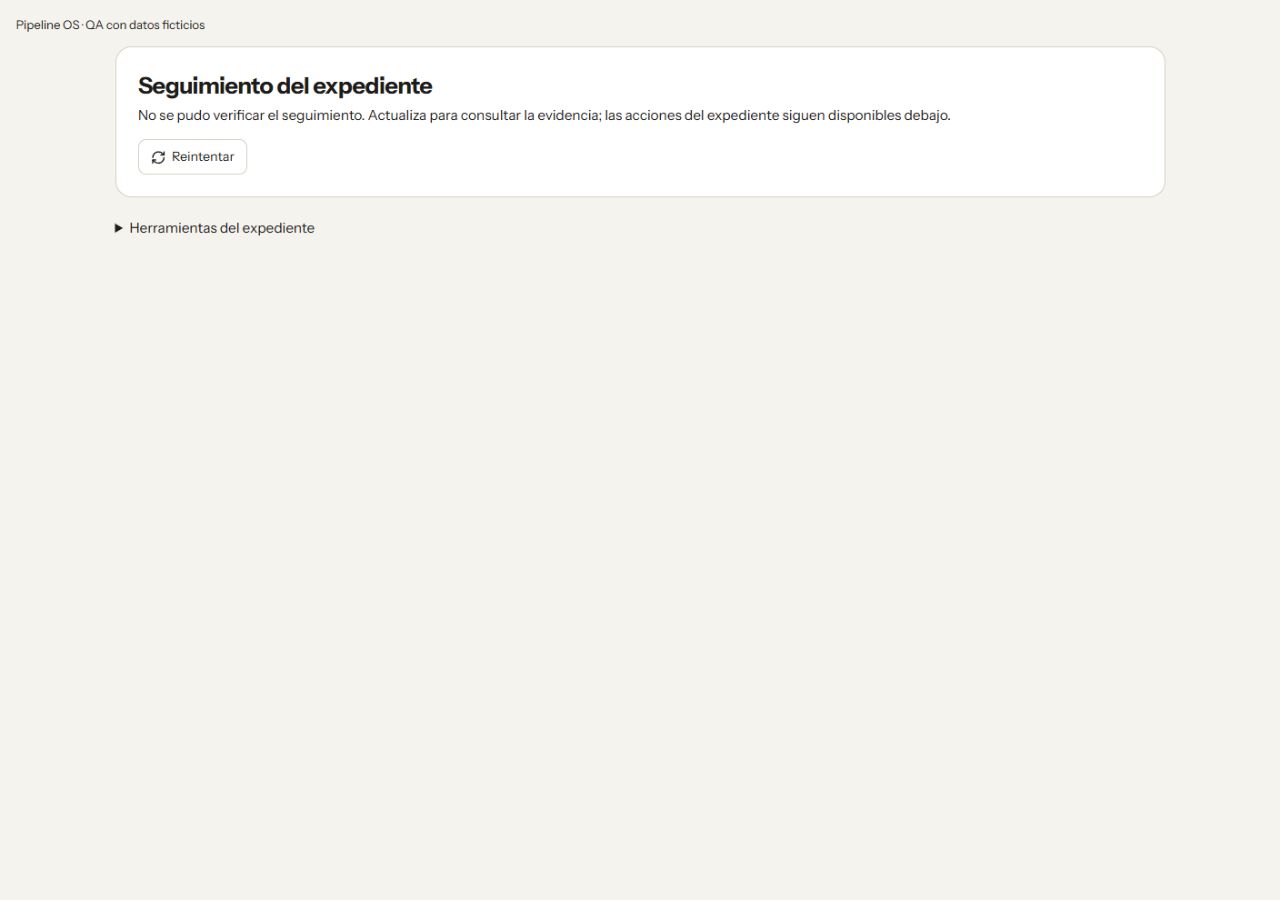 Pipeline OS · QA con datos ficticios
Seguimiento del expediente
No se pudo verificar el seguimiento. Actualiza para consultar la evidencia; las acciones del expediente siguen disponibles debajo.
Reintentar
Herramientas del expediente